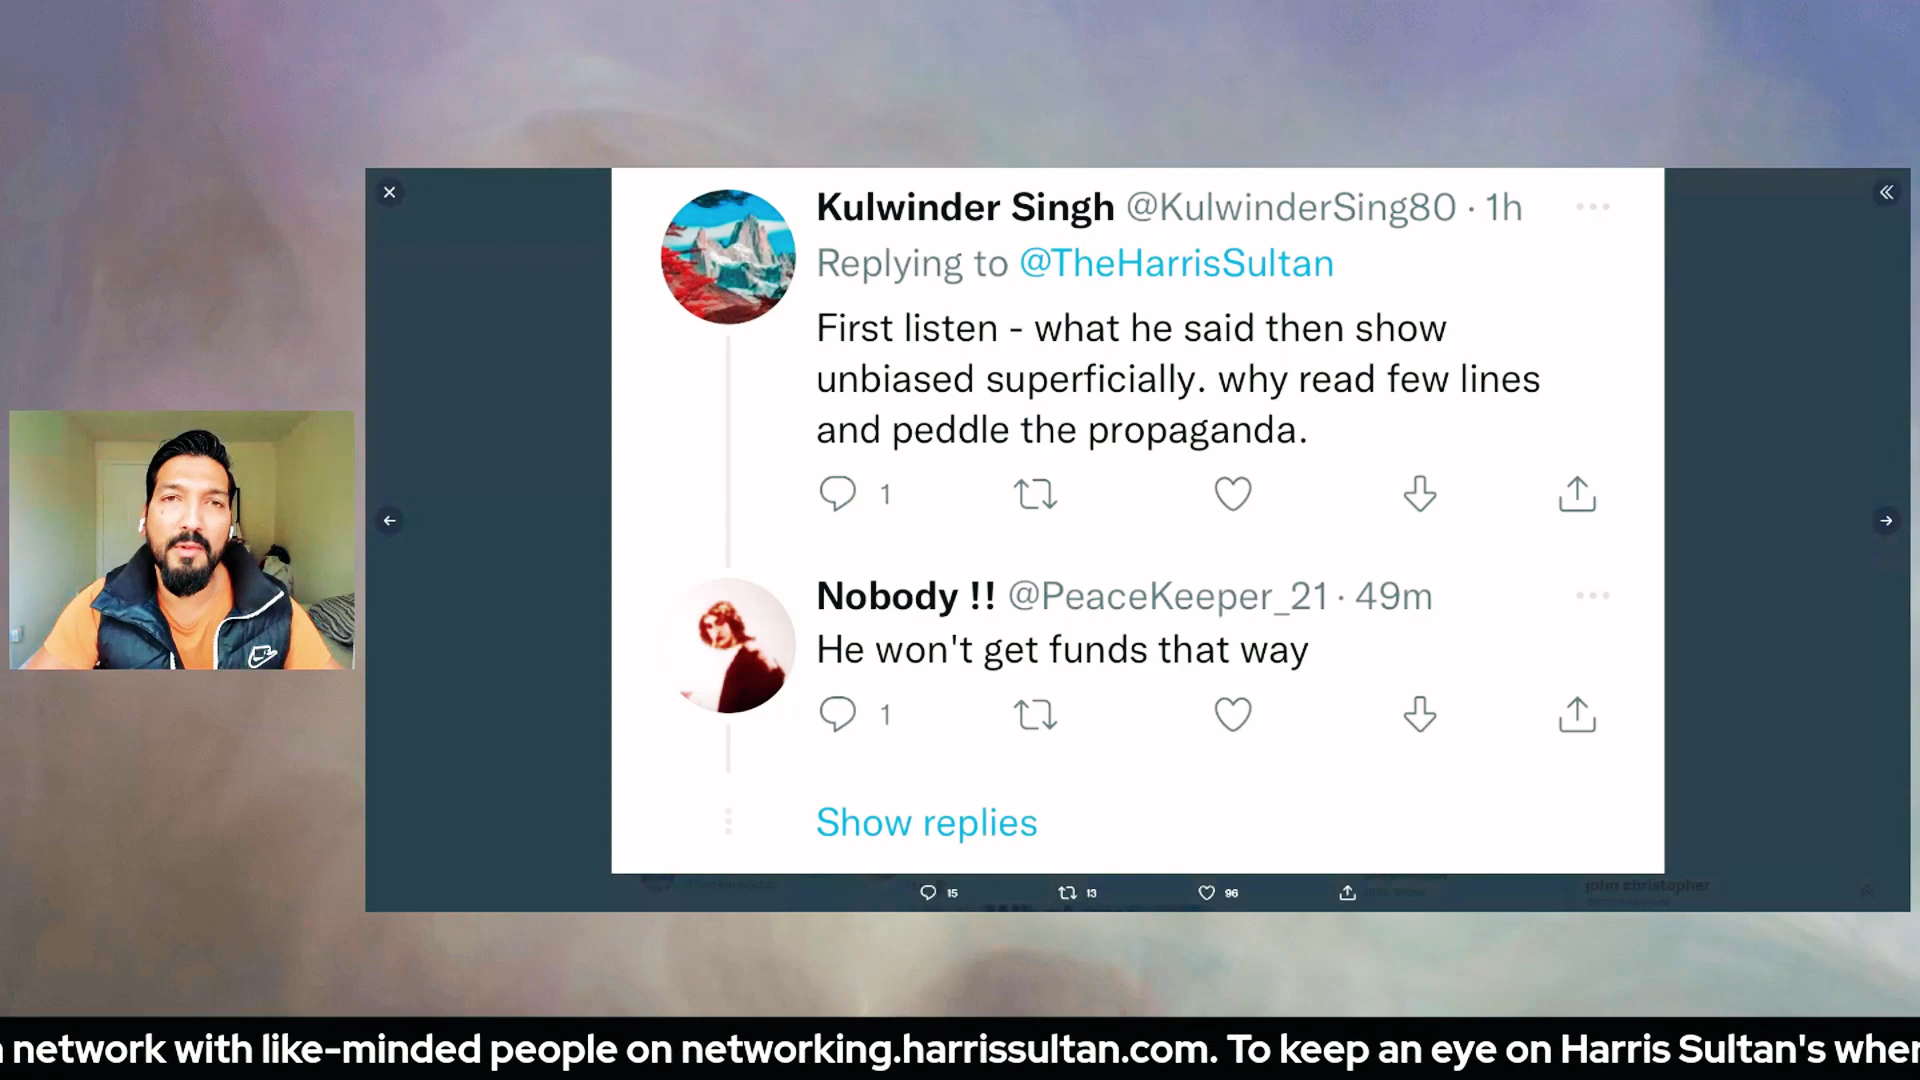 Kulwinder Singh @KulwinderSing80 · 1h
Replying to @TheHarrisSultan
First listen - what he said then show
unbiased superficially. why read few lines
and peddle the propaganda.
1
Nobody !! @PeaceKeeper_21 · 49m
He won't get funds that way
1
Show replies
15 13 96
john christopher
network with like-minded people on networking.harrissultan.com. To keep an eye on Harris Sultan's